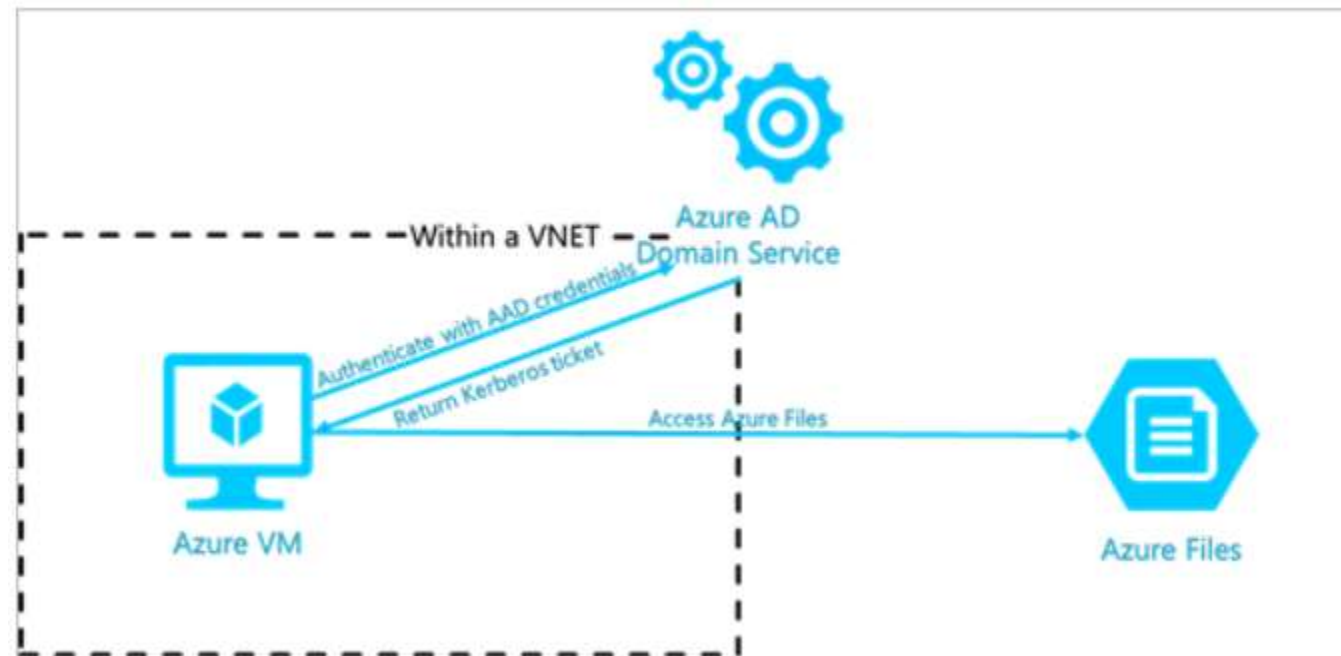 Azure AD
Domain Service
Within a VNET
Authenticate with AAD credentials
Return Kerberos ticket
Access Azure Files
Azure VM
Azure Files